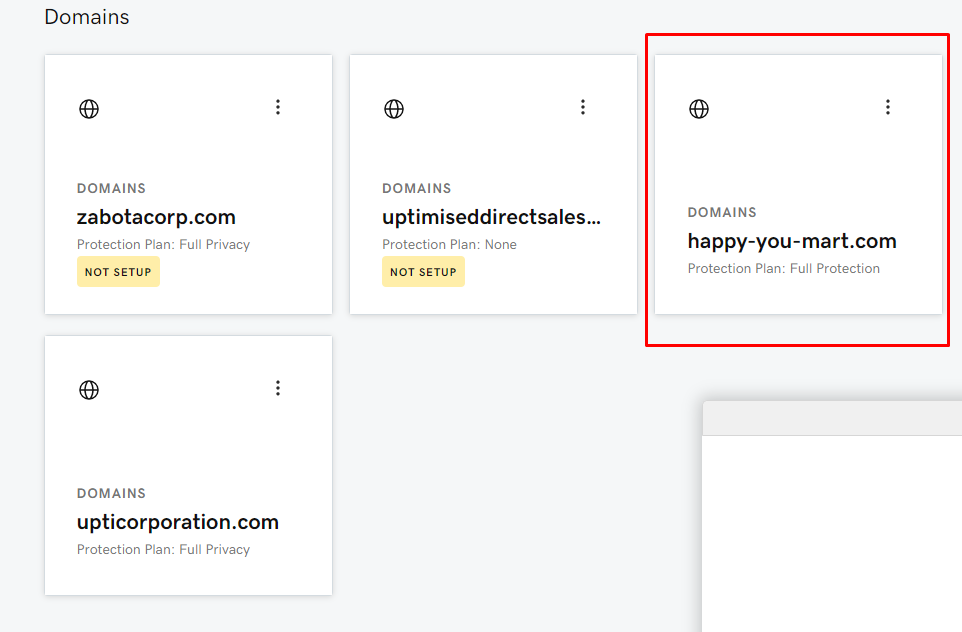 Domains
DOMAINS
zabotacorp.com
Protection Plan: Full Privacy
NOT SETUP
DOMAINS
uptimiseddirectsales...
Protection Plan: None
NOT SETUP
DOMAINS
happy-you-mart.com
Protection Plan: Full Protection
DOMAINS
upticorporation.com
Protection Plan: Full Privacy